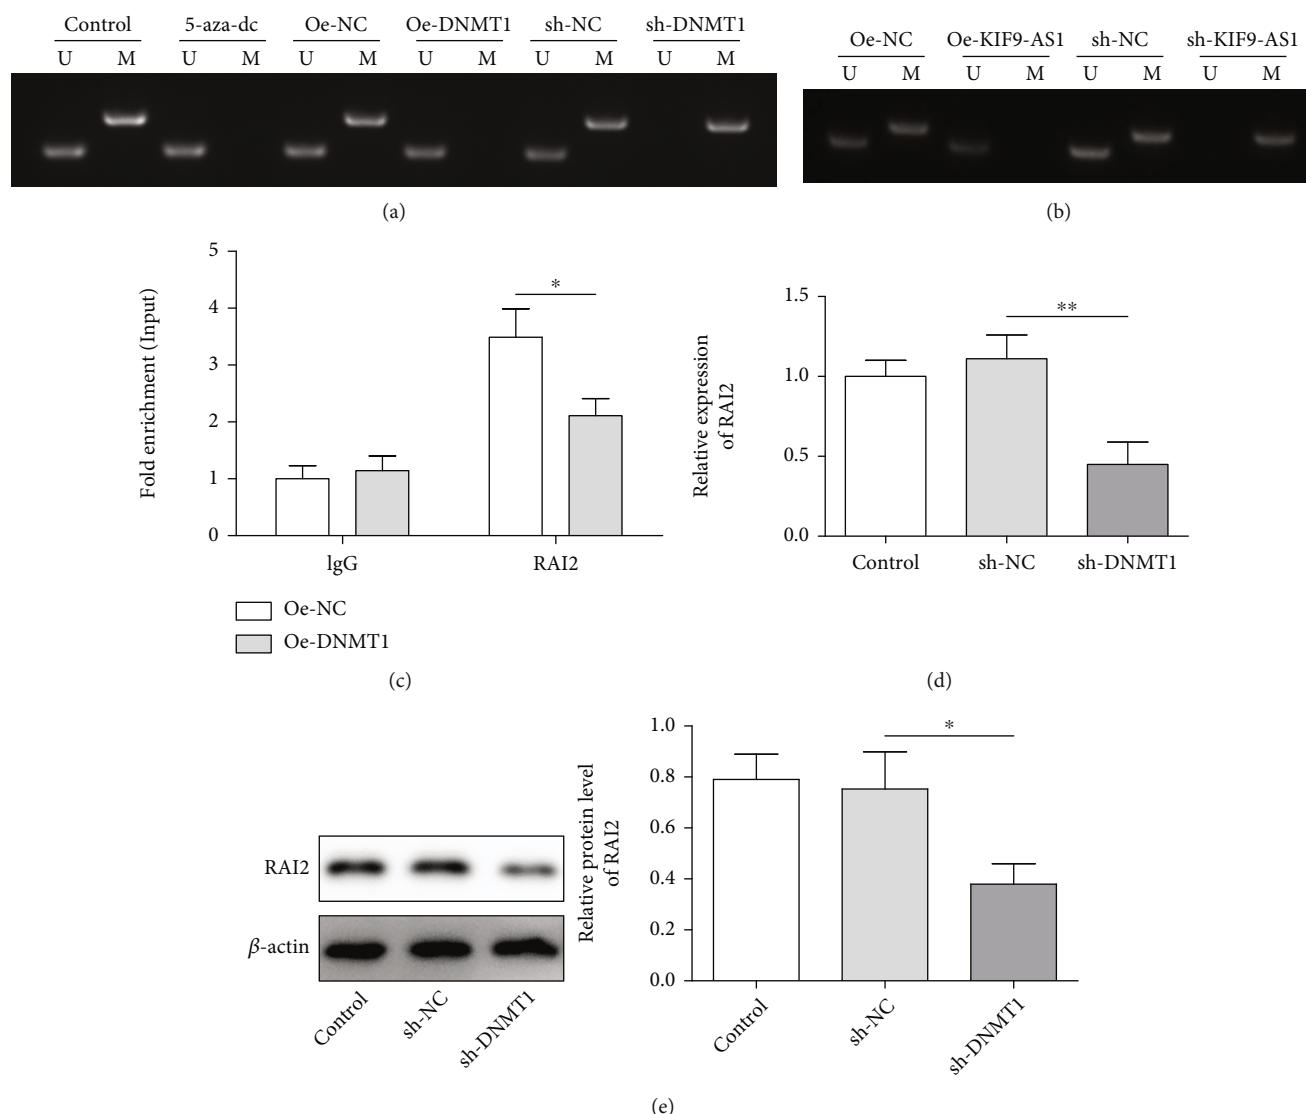 Control 5-aza-dc Oe-NC Oe-DNMT1 sh-NC sh-DNMT1
U M U M U M U M U M U M
(a)
Oe-NC Oe-KIF9-AS1 sh-NC sh-KIF9-AS1
U M U M U M U M
(b)
Fold enrichment (Input)
5
4
3
2
1
0
*
lgG RAI2
Oe-NC
Oe-DNMT1
(c)
Relative expression
of RAI2
1.5
1.0
0.5
0.0
**
Control sh-NC sh-DNMT1
(d)
RAI2
β-actin
Control sh-NC sh-DNMT1
Relative protein level
of RAI2
1.0
0.8
0.6
0.4
0.2
0.0
*
Control sh-NC sh-DNMT1
(e)